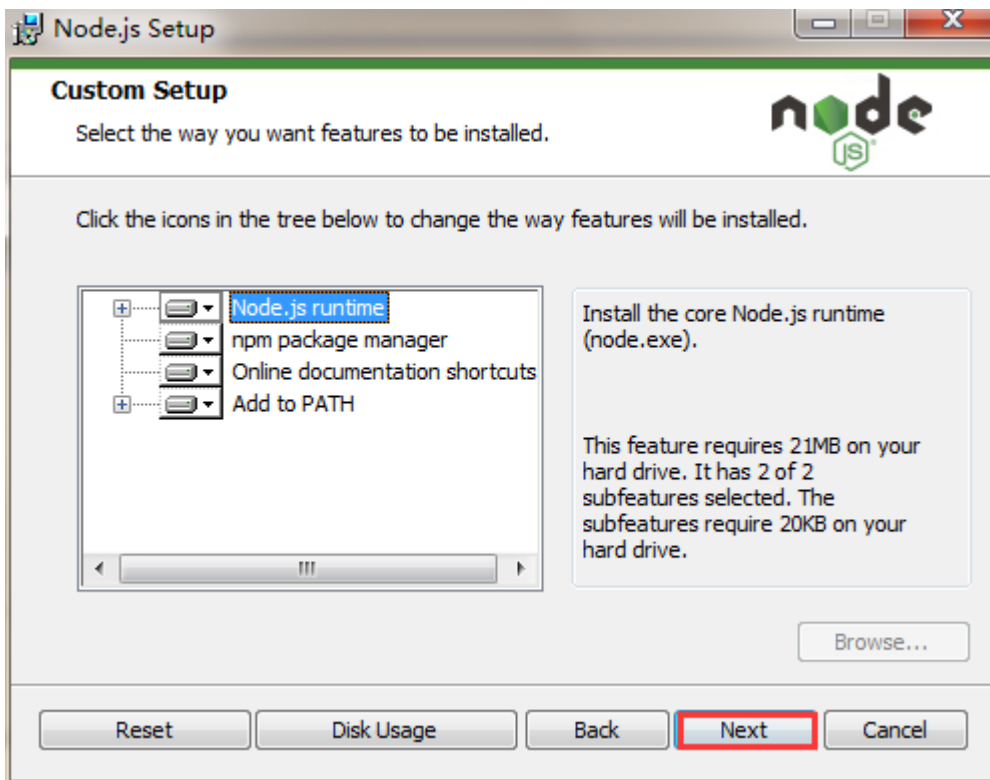 Node.js Setup
Custom Setup
Select the way you want features to be installed.
node
JS
Click the icons in the tree below to change the way features will be installed.
Node.js runtime
npm package manager
Online documentation shortcuts
Add to PATH
Install the core Node.js runtime
(node.exe).
This feature requires 21MB on your
hard drive. It has 2 of 2
subfeatures selected. The
subfeatures require 20KB on your
hard drive.
Browse...
Reset
Disk Usage
Back
Next
Cancel